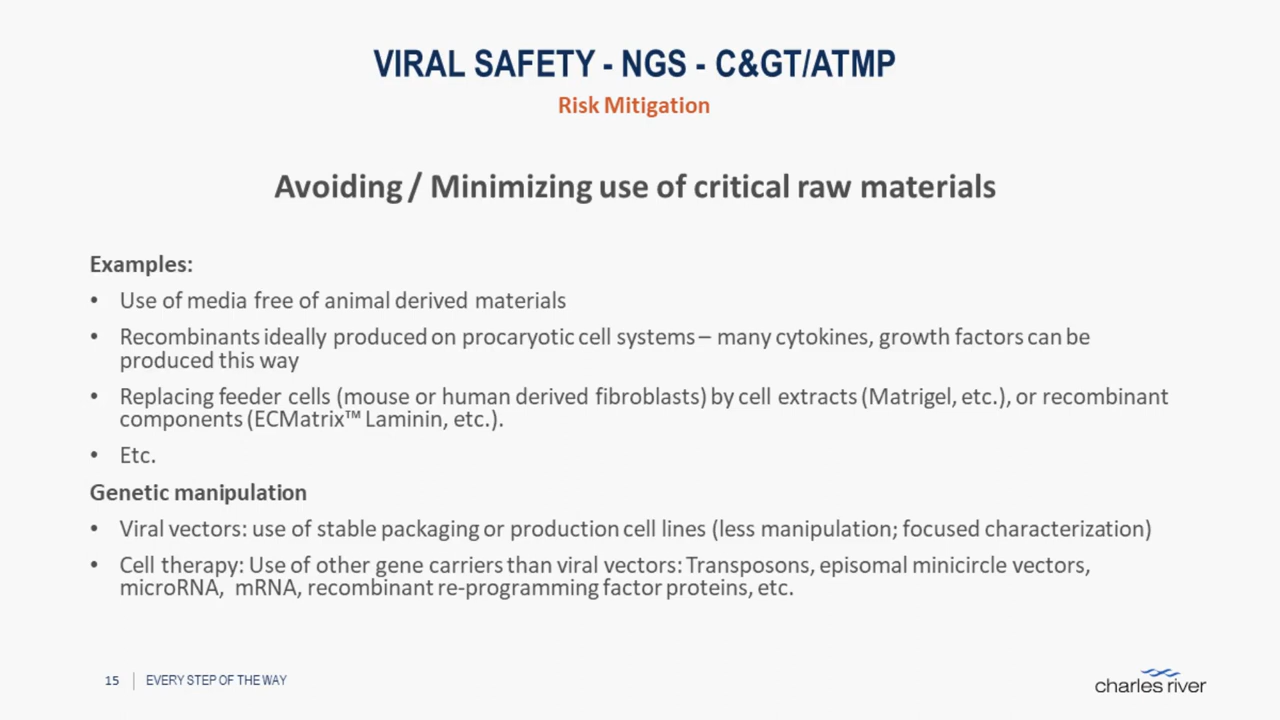 VIRAL SAFETY - NGS - C&GT/ATMP
Risk Mitigation
Avoiding / Minimizing use of critical raw materials
Examples:
• Use of media free of animal derived materials
• Recombinants ideally produced on procaryotic cell systems – many cytokines, growth factors can be
produced this way
• Replacing feeder cells (mouse or human derived fibroblasts) by cell extracts (Matrigel, etc.), or recombinant
components (ECMatrix™ Laminin, etc.).
• Etc.
Genetic manipulation
• Viral vectors: use of stable packaging or production cell lines (less manipulation; focused characterization)
• Cell therapy: Use of other gene carriers than viral vectors: Transposons, episomal minicircle vectors,
microRNA, mRNA, recombinant re-programming factor proteins, etc.
15 EVERY STEP OF THE WAY
charles river